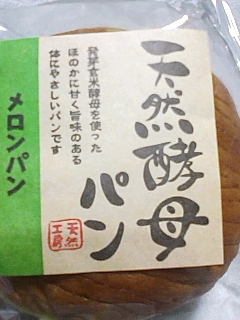 天然酵母
パン
発芽玄米酵母を使った
ほのかに甘く旨味のある
体にやさしいパンです
メロンパン
天然
工房